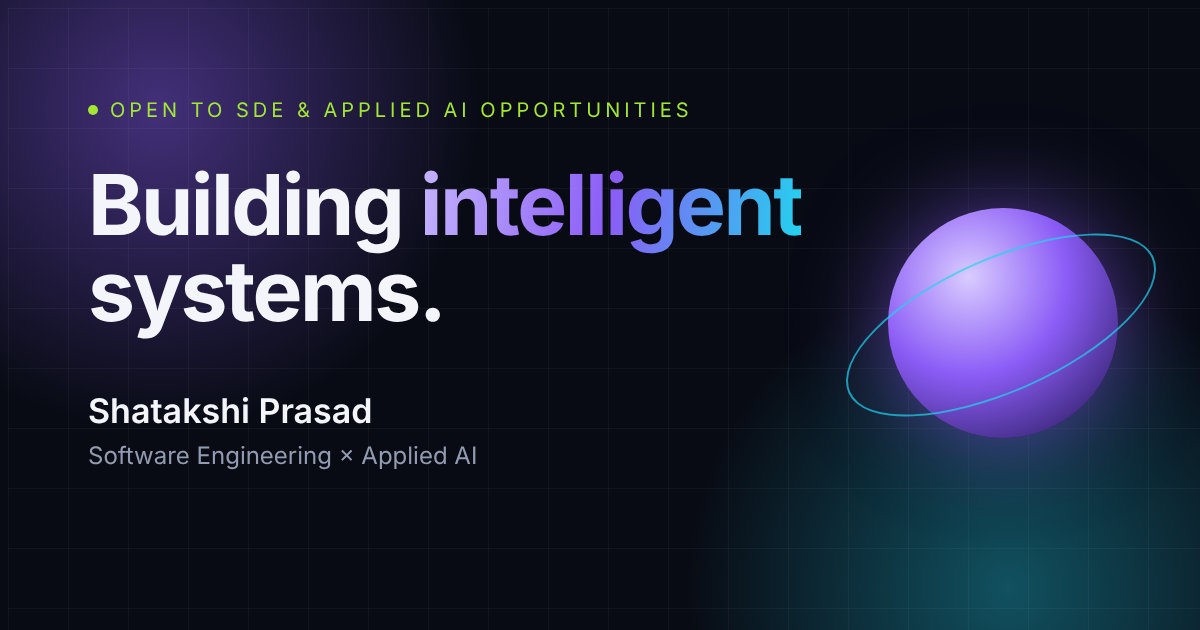 OPEN TO SDE & APPLIED AI OPPORTUNITIES
Building intelligent
systems.
Shatakshi Prasad
Software Engineering × Applied AI